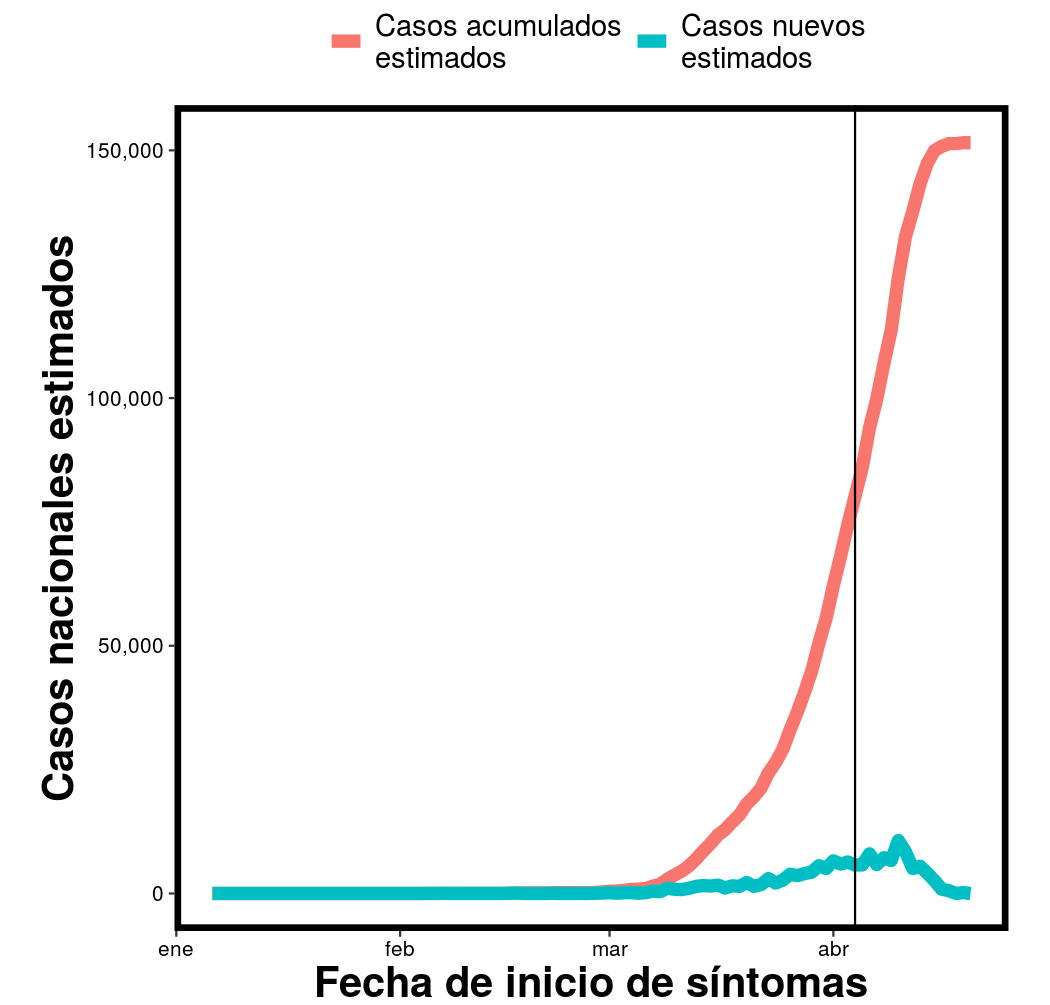 Casos acumulados
estimados
Casos nuevos
estimados
Casos nacionales estimados
150,000
100,000
50,000
0
ene
feb
mar
abr
Fecha de inicio de síntomas